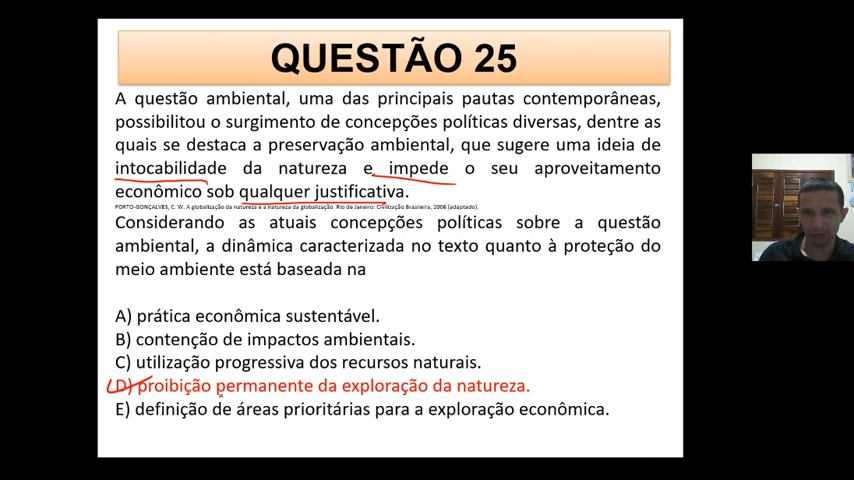 QUESTÃO 25
A questão ambiental, uma das principais pautas contemporâneas,
possibilitou o surgimento de concepções políticas diversas, dentre as
quais se destaca a preservação ambiental, que sugere uma ideia de
intocabilidade da natureza e impede o seu aproveitamento
econômico sob qualquer justificativa.
PORTO-GONÇALVES, C. W. A globalização da natureza e a natureza da globalização. Rio de Janeiro: Civilização Brasileira, 2006 (adaptado).
Considerando as atuais concepções políticas sobre a questão
ambiental, a dinâmica caracterizada no texto quanto à proteção do
meio ambiente está baseada na
A) prática econômica sustentável.
B) contenção de impactos ambientais.
C) utilização progressiva dos recursos naturais.
D) proibição permanente da exploração da natureza.
E) definição de áreas prioritárias para a exploração econômica.